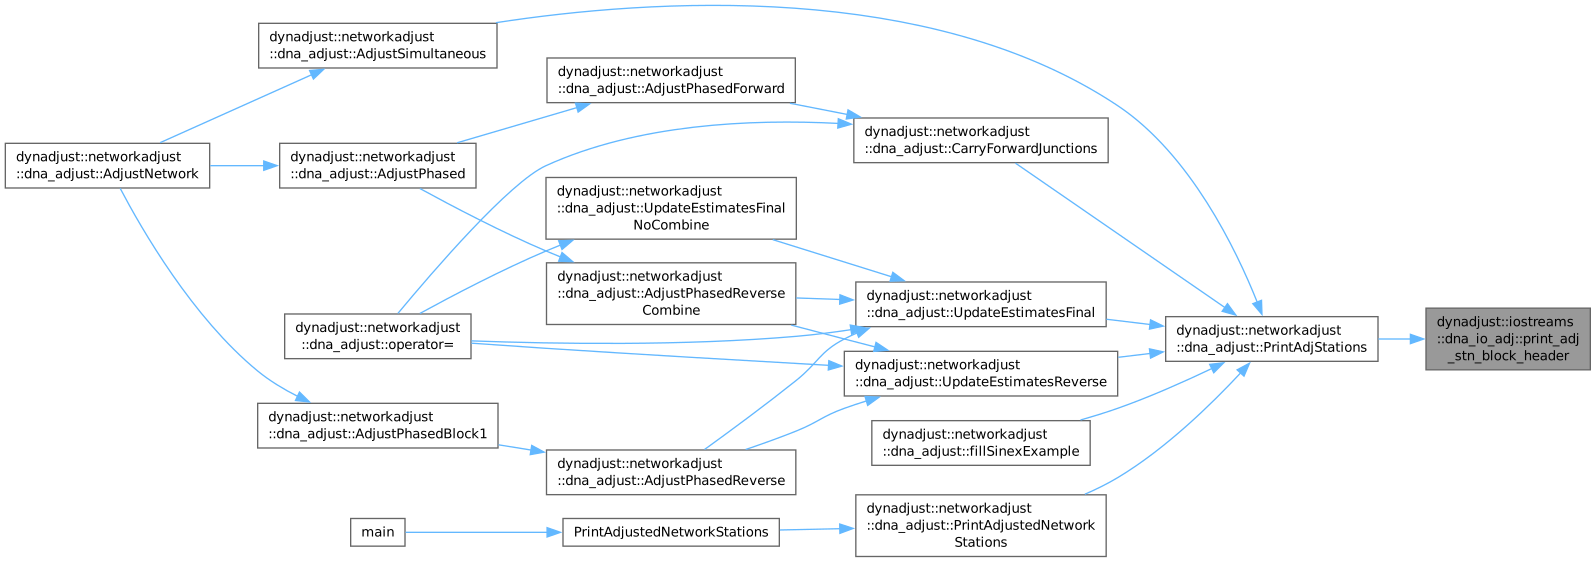 dynadjust::networkadjust
::dna_adjust::AdjustSimultaneous
dynadjust::networkadjust
::dna_adjust::AdjustPhasedForward
dynadjust::networkadjust
::dna_adjust::CarryForwardJunctions
dynadjust::networkadjust
::dna_adjust::AdjustNetwork
dynadjust::networkadjust
::dna_adjust::AdjustPhased
dynadjust::networkadjust
::dna_adjust::UpdateEstimatesFinal
NoCombine
dynadjust::networkadjust
::dna_adjust::AdjustPhasedReverse
Combine
dynadjust::networkadjust
::dna_adjust::UpdateEstimatesFinal
dynadjust::networkadjust
::dna_adjust::operator=
dynadjust::networkadjust
::dna_adjust::PrintAdjStations
dynadjust::iostreams
::dna_io_adj::print_adj
_stn_block_header
dynadjust::networkadjust
::dna_adjust::UpdateEstimatesReverse
dynadjust::networkadjust
::dna_adjust::AdjustPhasedBlock1
dynadjust::networkadjust
::dna_adjust::fillSinexExample
dynadjust::networkadjust
::dna_adjust::AdjustPhasedReverse
dynadjust::networkadjust
::dna_adjust::PrintAdjustedNetwork
Stations
main
PrintAdjustedNetworkStations